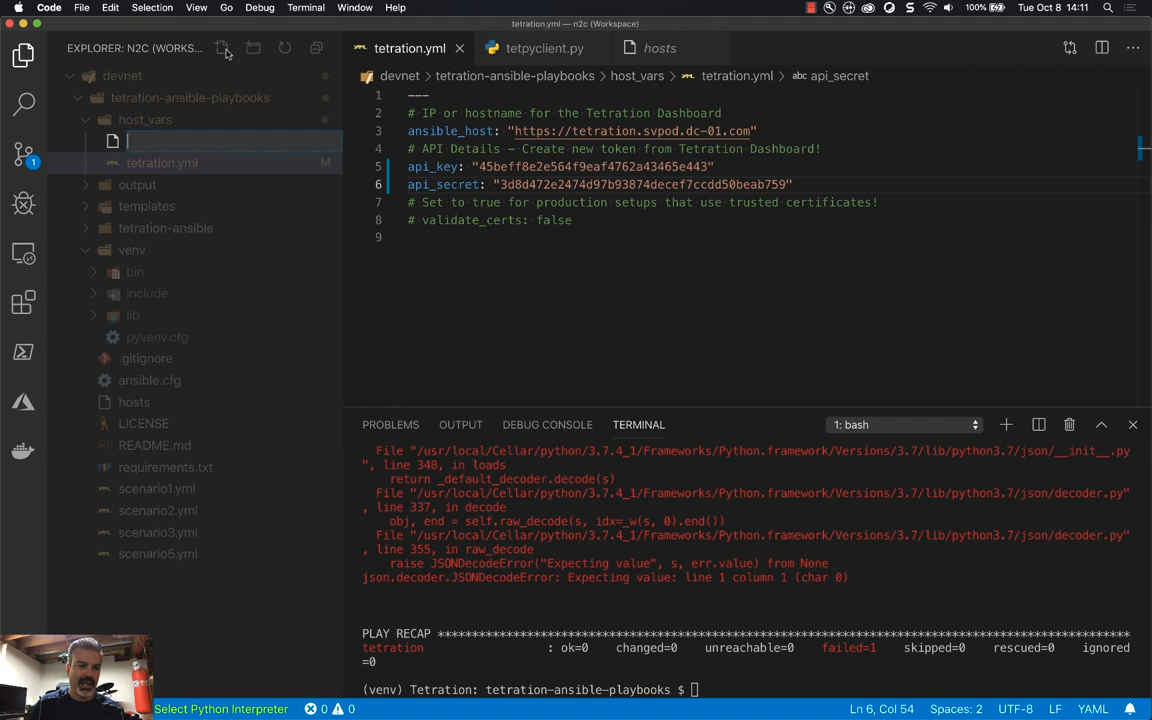 Code File Edit Selection View Go Debug Terminal Window Help 100% Tue Oct 8 14:11
tetration.yml — n2c (Workspace)
EXPLORER: N2C (WORKS...
tetration.yml
tetpyclient.py
hosts
devnet
tetration-ansible-playbooks
host_vars
tetration.yml M
output
templates
tetration-ansible
venv
bin
include
lib
pyvenv.cfg
.gitignore
ansible.cfg
hosts
LICENSE
README.md
requirements.txt
scenario1.yml
scenario2.yml
scenario3.yml
scenario5.yml
1
devnet › tetration-ansible-playbooks › host_vars › tetration.yml › abc api_secret
1 ---
2 # IP or hostname for the Tetration Dashboard
3 ansible_host: "https://tetration.svpod.dc-01.com"
4 # API Details - Create new token from Tetration Dashboard!
5 api_key: "45beff8e2e564f9eaf4762a43465e443"
6 api_secret: "3d8d472e2474d97b93874decef7ccdd50beab759"
7 # Set to true for production setups that use trusted certificates!
8 # validate_certs: false
9
PROBLEMS OUTPUT DEBUG CONSOLE TERMINAL 1: bash
File "/usr/local/Cellar/python/3.7.4_1/Frameworks/Python.framework/Versions/3.7/lib/python3.7/json/__init__.py
", line 348, in loads
return _default_decoder.decode(s)
File "/usr/local/Cellar/python/3.7.4_1/Frameworks/Python.framework/Versions/3.7/lib/python3.7/json/decoder.py"
, line 337, in decode
obj, end = self.raw_decode(s, idx=_w(s, 0).end())
File "/usr/local/Cellar/python/3.7.4_1/Frameworks/Python.framework/Versions/3.7/lib/python3.7/json/decoder.py"
, line 355, in raw_decode
raise JSONDecodeError("Expecting value", s, err.value) from None
json.decoder.JSONDecodeError: Expecting value: line 1 column 1 (char 0)
PLAY RECAP *********************************************************************************************
tetration : ok=0 changed=0 unreachable=0 failed=1 skipped=0 rescued=0 ignored
=0
(venv) Tetration: tetration-ansible-playbooks $
Select Python Interpreter 0 0 Ln 6, Col 54 Spaces: 2 UTF-8 LF YAML